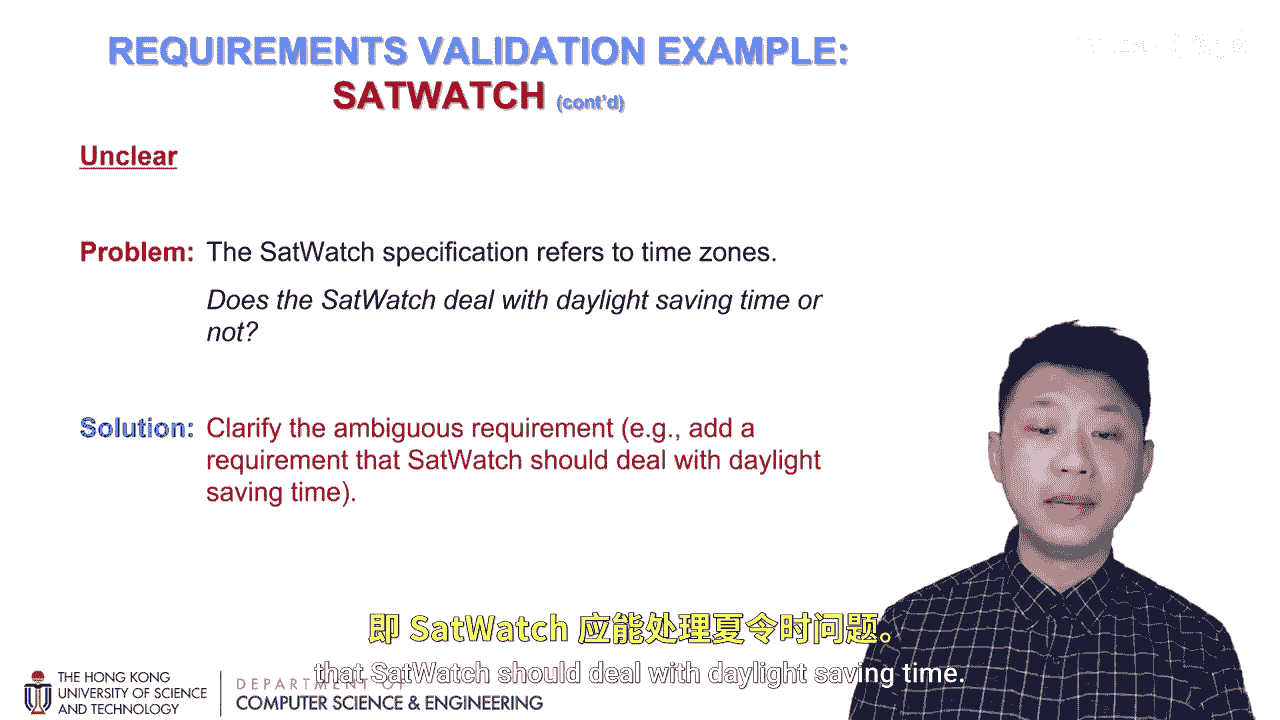 REQUIREMENTS VALIDATION EXAMPLE:
SATWATCH (cont'd)
Unclear
Problem: The SatWatch specification refers to time zones.
Does the SatWatch deal with daylight saving time or
not?
Solution: Clarify the ambiguous requirement (e.g., add a
requirement that SatWatch should deal with daylight
saving time).
即 SatWatch 应能处理夏令时问题。
that SatWatch should deal with daylight saving time.
THE HONG KONG
UNIVERSITY OF SCIENCE
AND TECHNOLOGY
DEPARTMENT OF
COMPUTER SCIENCE & ENGINEERING